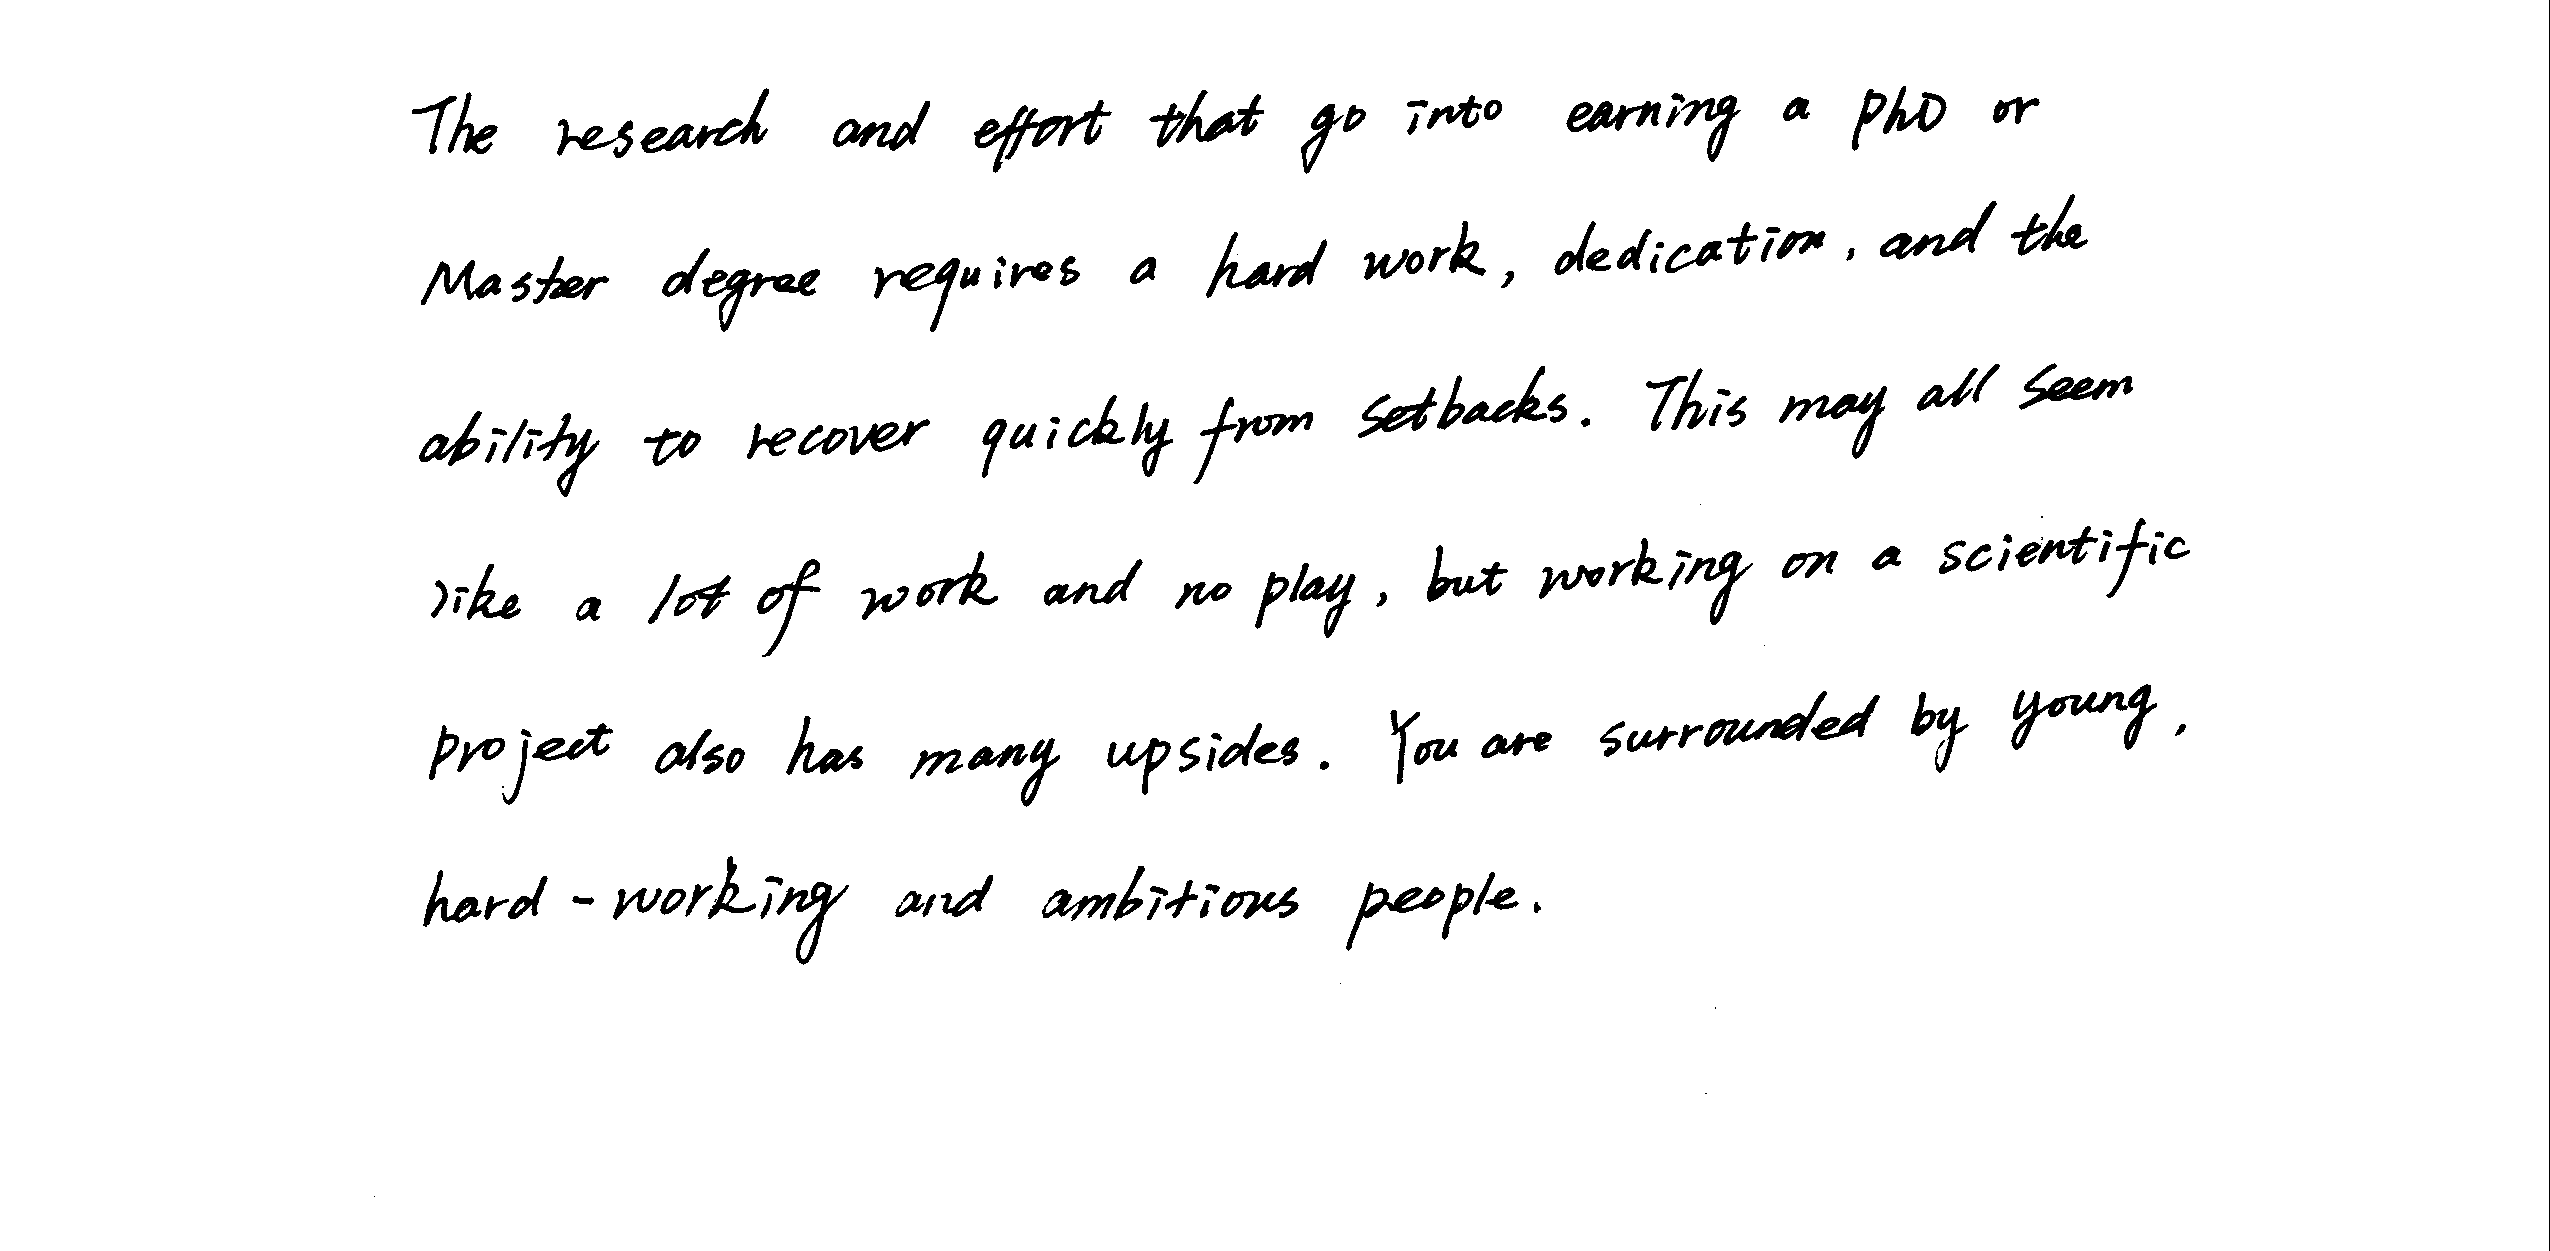 The research and effort that go into earning a PhD or
Master degree requires a hard work, dedication, and the
ability to recover quickly from setbacks. This may all seem
like a lot of work and no play, but working on a scientific
project also has many upsides. You are surrounded by young,
hard-working and ambitious people.